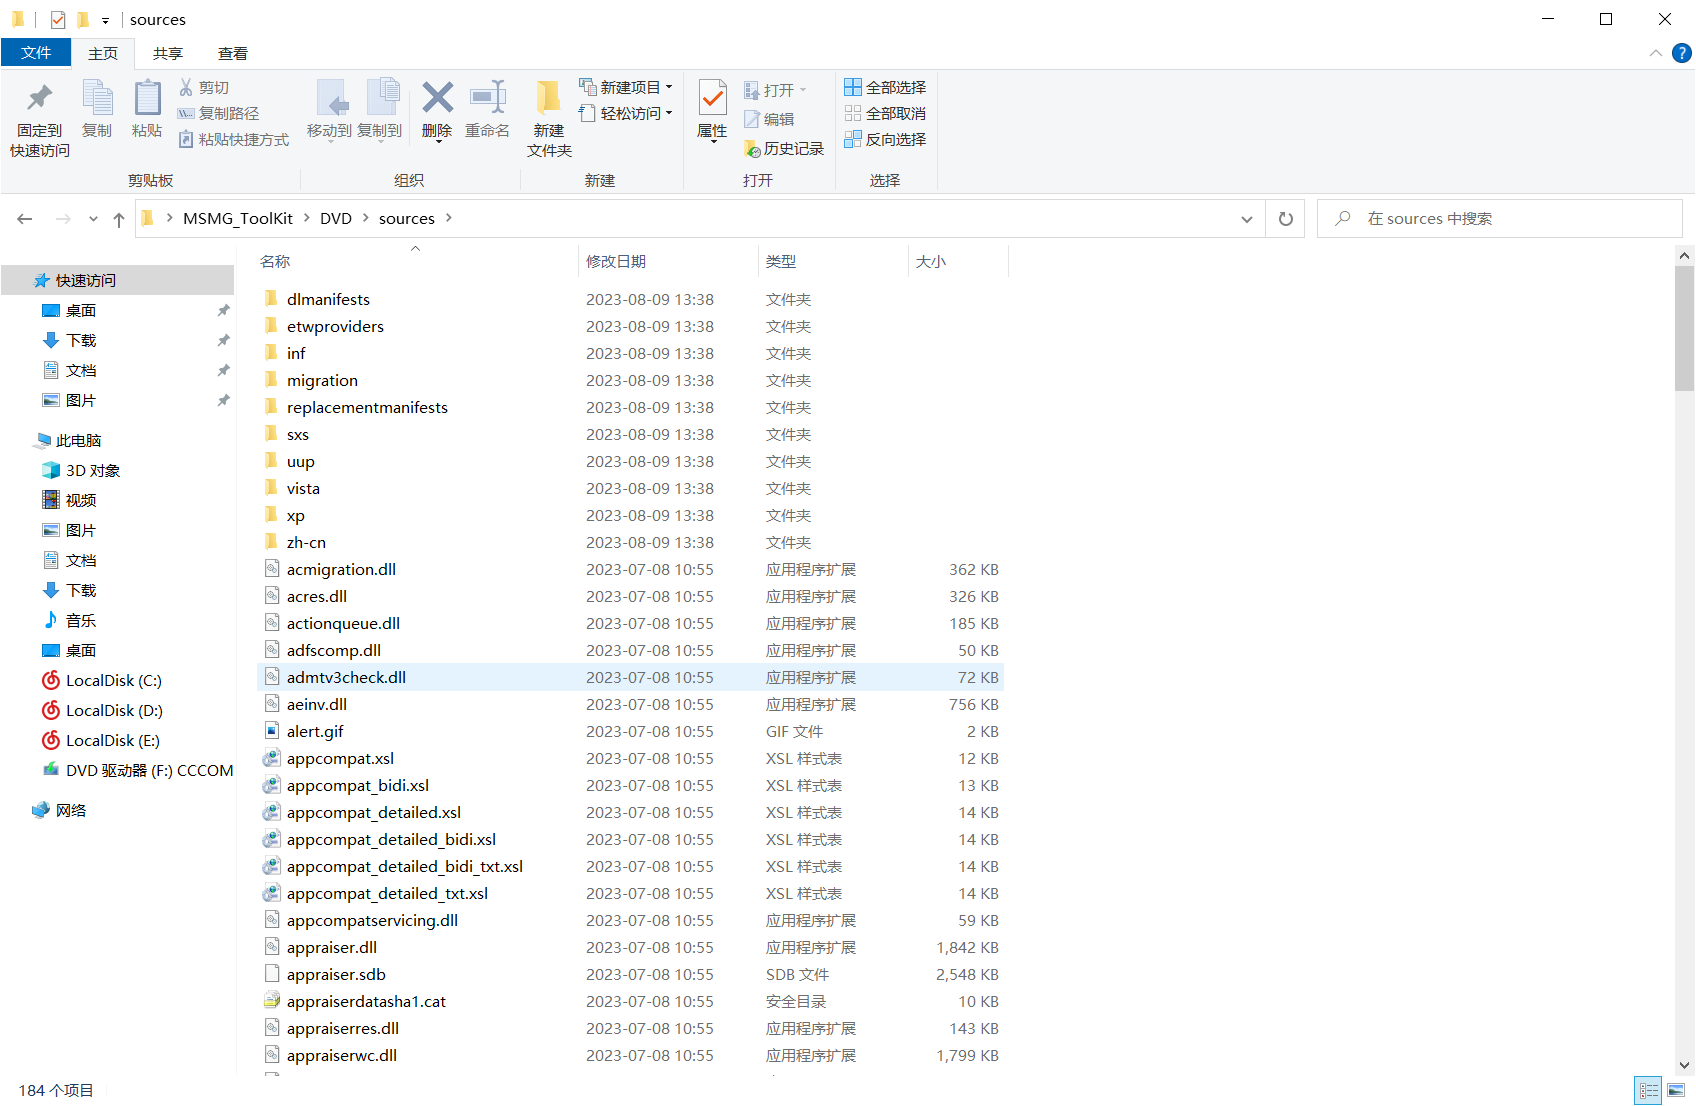 sources
文件 主页 共享 查看
固定到
快速访问
复制
粘贴
剪切
复制路径
粘贴快捷方式
剪贴板
移动到 复制到 删除 重命名
组织
新建
文件夹
新建项目
轻松访问
新建
属性
打开
编辑
历史记录
打开
全部选择
全部取消
反向选择
选择
MSMG_ToolKit DVD sources
在 sources 中搜索
快速访问
桌面
下载
文档
图片
此电脑
3D 对象
视频
图片
文档
下载
音乐
桌面
LocalDisk (C:)
LocalDisk (D:)
LocalDisk (E:)
DVD 驱动器 (F:) CCCOM
网络
名称 修改日期 类型 大小
dlmanifests 2023-08-09 13:38 文件夹
etwproviders 2023-08-09 13:38 文件夹
inf 2023-08-09 13:38 文件夹
migration 2023-08-09 13:38 文件夹
replacementmanifests 2023-08-09 13:38 文件夹
sxs 2023-08-09 13:38 文件夹
uup 2023-08-09 13:38 文件夹
vista 2023-08-09 13:38 文件夹
xp 2023-08-09 13:38 文件夹
zh-cn 2023-08-09 13:38 文件夹
acmigration.dll 2023-07-08 10:55 应用程序扩展 362 KB
acres.dll 2023-07-08 10:55 应用程序扩展 326 KB
actionqueue.dll 2023-07-08 10:55 应用程序扩展 185 KB
adfscomp.dll 2023-07-08 10:55 应用程序扩展 50 KB
admtv3check.dll 2023-07-08 10:55 应用程序扩展 72 KB
aeinv.dll 2023-07-08 10:55 应用程序扩展 756 KB
alert.gif 2023-07-08 10:55 GIF 文件 2 KB
appcompat.xsl 2023-07-08 10:55 XSL 样式表 12 KB
appcompat_bidi.xsl 2023-07-08 10:55 XSL 样式表 13 KB
appcompat_detailed.xsl 2023-07-08 10:55 XSL 样式表 14 KB
appcompat_detailed_bidi.xsl 2023-07-08 10:55 XSL 样式表 14 KB
appcompat_detailed_bidi_txt.xsl 2023-07-08 10:55 XSL 样式表 14 KB
appcompat_detailed_txt.xsl 2023-07-08 10:55 XSL 样式表 14 KB
appcompatservicing.dll 2023-07-08 10:55 应用程序扩展 59 KB
appraiser.dll 2023-07-08 10:55 应用程序扩展 1,842 KB
appraiser.sdb 2023-07-08 10:55 SDB 文件 2,548 KB
appraiserdatasha1.cat 2023-07-08 10:55 安全目录 10 KB
appraiserres.dll 2023-07-08 10:55 应用程序扩展 143 KB
appraiserwc.dll 2023-07-08 10:55 应用程序扩展 1,799 KB
184 个项目